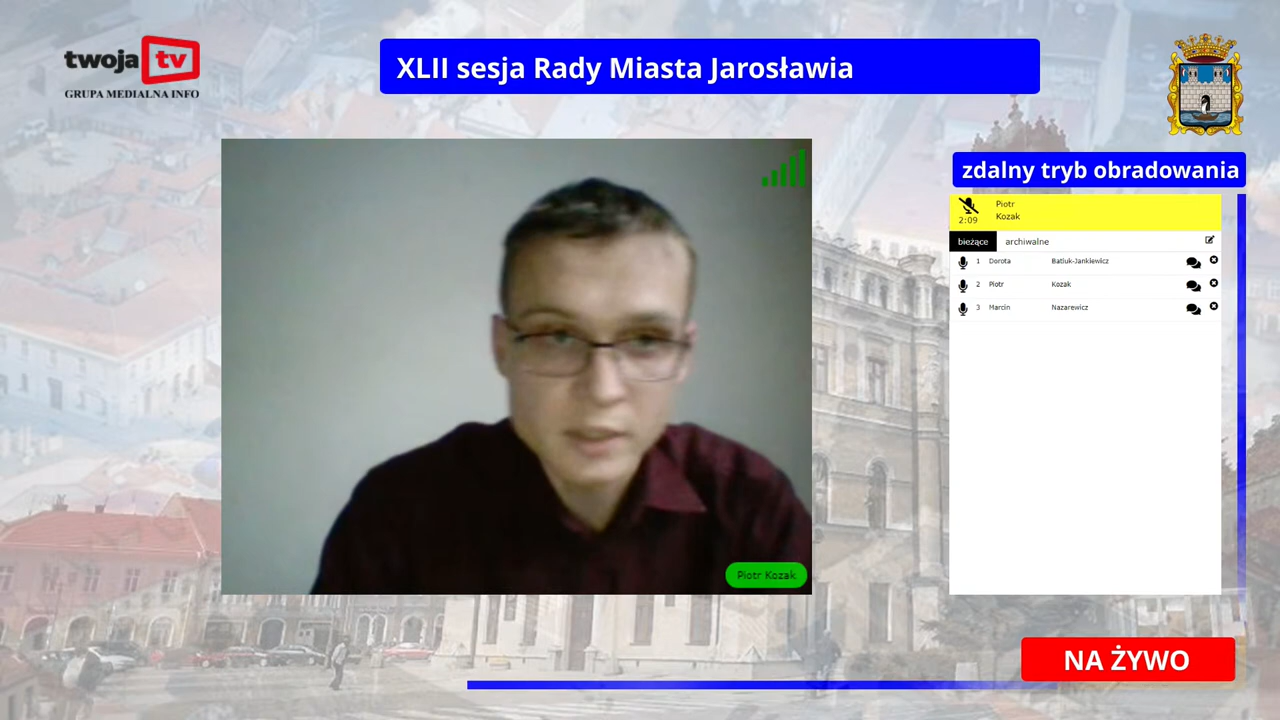 twoja tv
GRUPA MEDIALNA INFO
XLII sesja Rady Miasta Jarosławia
zdalny tryb obradowania
Piotr
Kozak
2:09
bieżące archiwalne
1 Dorota Batiuk-Jankiewicz
2 Piotr Kozak
3 Marcin Nazarewicz
Piotr Kozak
NA ŻYWO